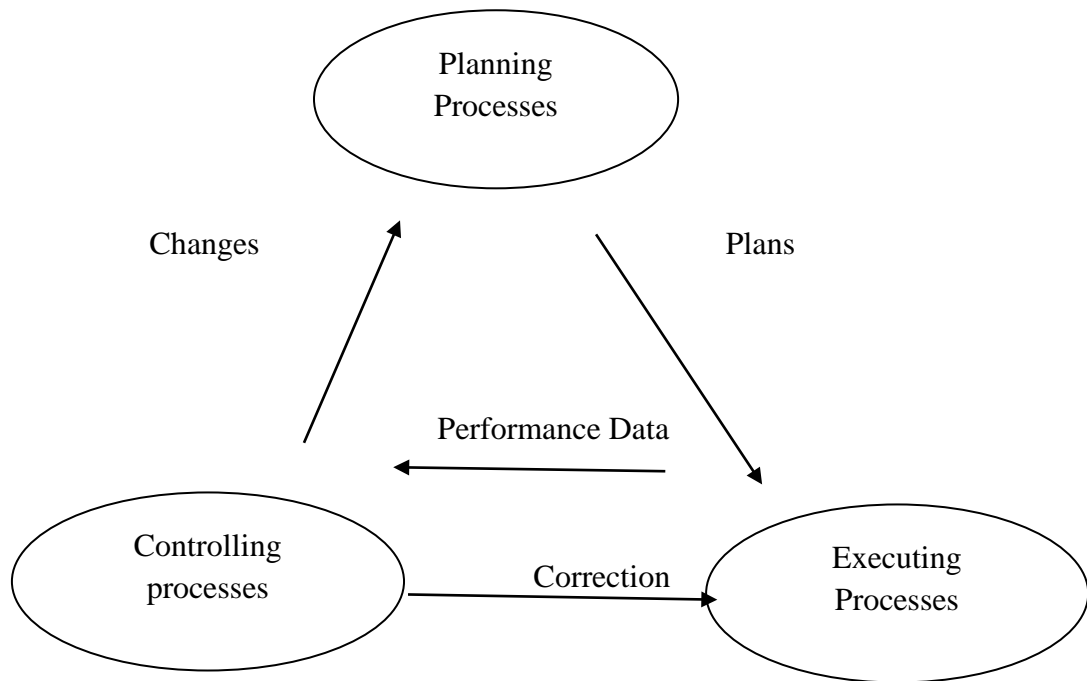 Planning
Processes
Changes
Plans
Performance Data
Controlling
processes
Correction
Executing
Processes